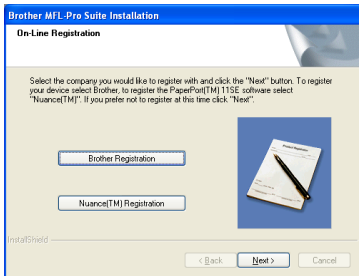 Brother MFL-Pro Suite Installation
On-Line Registration
Select the company you would like to register with and click the "Next" button. To register
your device select Brother, to register the PaperPort(TM) 11SE software select
"Nuance(TM)". If you prefer not to register at this time click "Next".
Product Registration
Brother Registration
Nuance(TM) Registration
InstallShield
< Back
Next >
Cancel